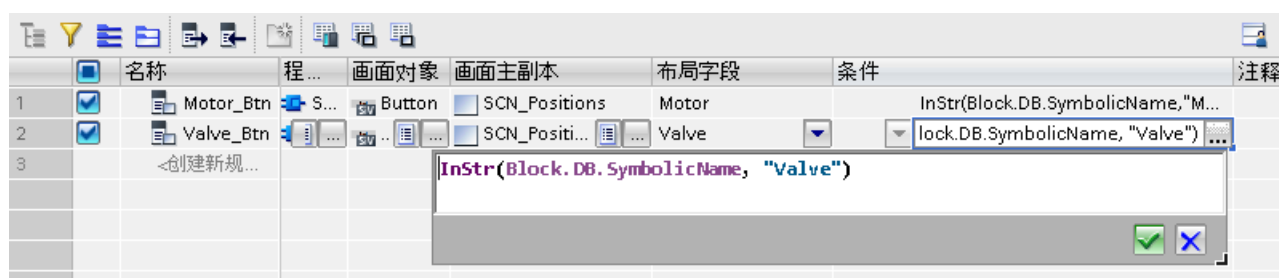 名称 程... 画面对象 画面主副本 布局字段 条件 注释
1 Motor_Btn S... Button SCN_Positions Motor InStr(Block.DB.SymbolicName,"M...
2 Valve_Btn ... .. ... SCN_Positi... ... Valve lock.DB.SymbolicName, "Valve") ...
3 <创建新规...
InStr(Block.DB.SymbolicName, "Valve")